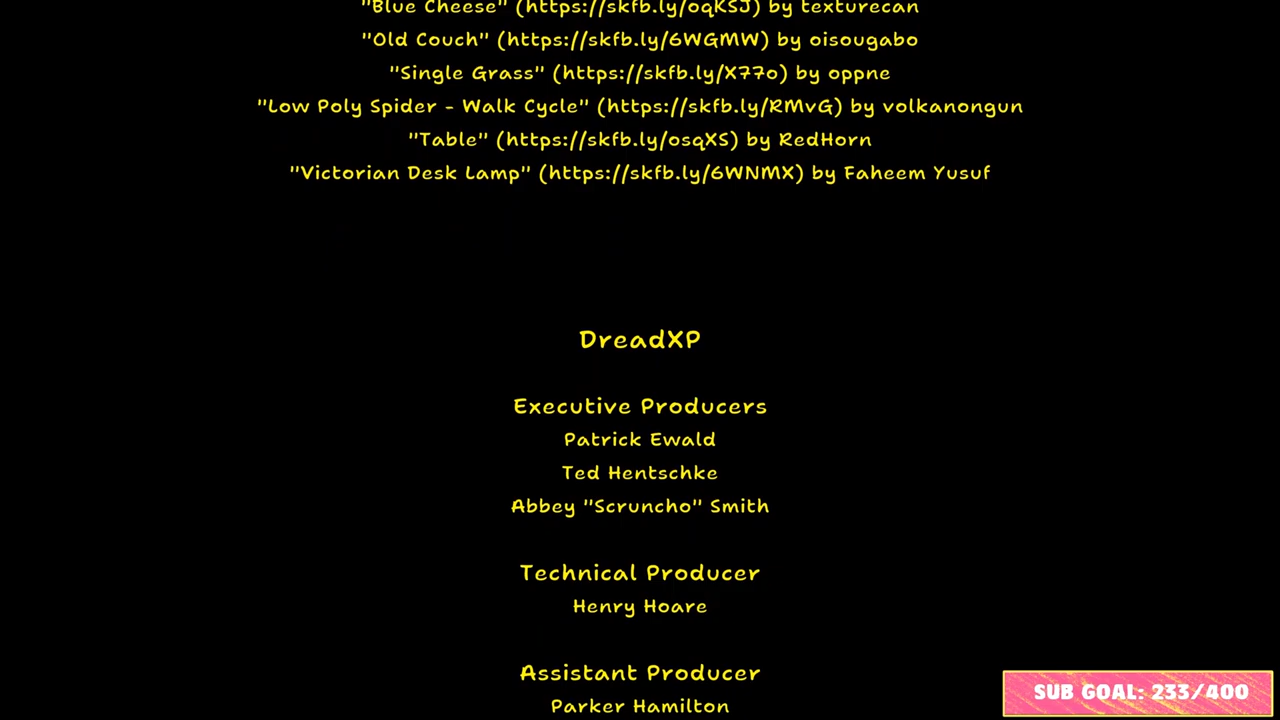 "Blue Cheese" (https://skfb.ly/oqKSJ) by texturecan
"Old Couch" (https://skfb.ly/6WGMW) by oisougabo
"Single Grass" (https://skfb.ly/X77o) by oppne
"Low Poly Spider - Walk Cycle" (https://skfb.ly/RMvG) by volkanongun
"Table" (https://skfb.ly/osqXS) by RedHorn
"Victorian Desk Lamp" (https://skfb.ly/6WNMX) by Faheem Yusuf
DreadXP
Executive Producers
Patrick Ewald
Ted Hentschke
Abbey "Scruncho" Smith
Technical Producer
Henry Hoare
Assistant Producer
Parker Hamilton
SUB GOAL: 233/400